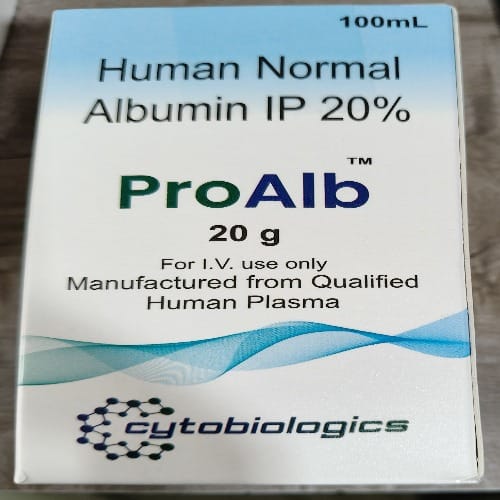 100mL
Human Normal
Albumin IP 20%
ProAlb™
20 g
For I.V. use only
Manufactured from Qualified
Human Plasma
cytobiologics